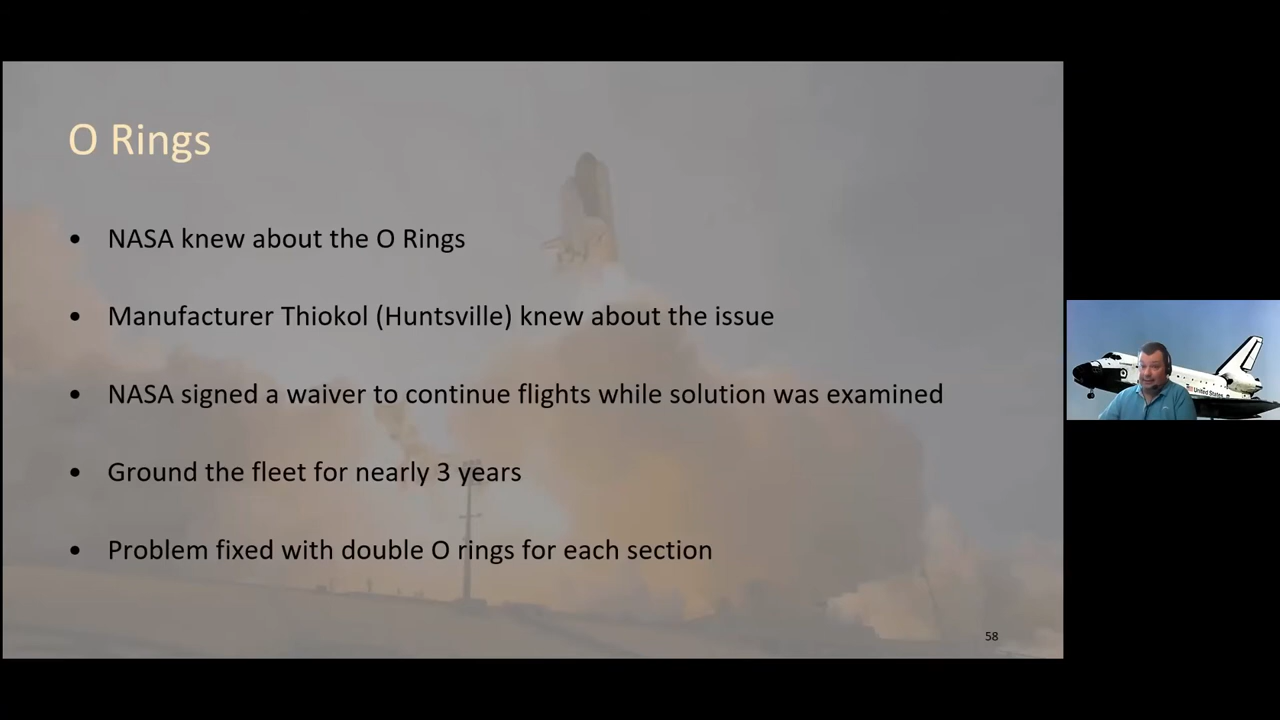 O Rings
• NASA knew about the O Rings
• Manufacturer Thiokol (Huntsville) knew about the issue
• NASA signed a waiver to continue flights while solution was examined
• Ground the fleet for nearly 3 years
• Problem fixed with double O rings for each section
58
United States